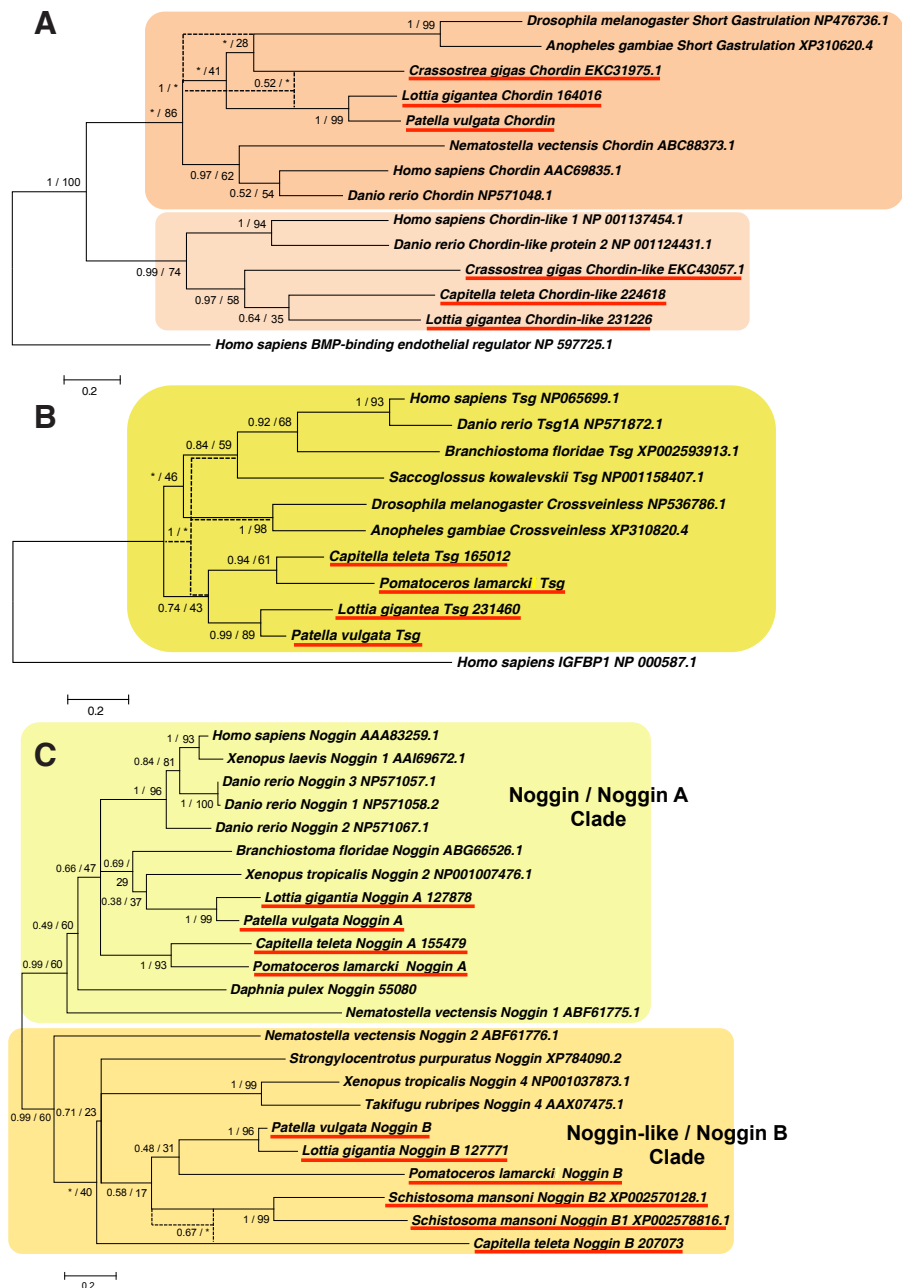 A
1 / 99
Drosophila melanogaster Short Gastrulation NP476736.1
* / 28
Anopheles gambiae Short Gastrulation XP310620.4
* / 41
Crassostrea gigas Chordin EKC31975.1
0.52 / *
1 / *
Lottia gigantea Chordin 164016
* / 86
1 / 99
Patella vulgata Chordin
Nematostella vectensis Chordin ABC88373.1
0.97 / 62
Homo sapiens Chordin AAC69835.1
1 / 100
0.52 / 54
Danio rerio Chordin NP571048.1
Homo sapiens Chordin-like 1 NP 001137454.1
1 / 94
Danio rerio Chordin-like protein 2 NP 001124431.1
0.99 / 74
Crassostrea gigas Chordin-like EKC43057.1
0.97 / 58
Capitella teleta Chordin-like 224618
0.64 / 35
Lottia gigantea Chordin-like 231226
Homo sapiens BMP-binding endothelial regulator NP 597725.1
0.2
B
1 / 93
Homo sapiens Tsg NP065699.1
0.92 / 68
Danio rerio Tsg1A NP571872.1
0.84 / 59
Branchiostoma floridae Tsg XP002593913.1
* / 46
Saccoglossus kowalevskii Tsg NP001158407.1
Drosophila melanogaster Crossveinless NP536786.1
1 / *
1 / 98
Anopheles gambiae Crossveinless XP310820.4
0.94 / 61
Capitella teleta Tsg 165012
Pomatoceros lamarcki Tsg
0.74 / 43
Lottia gigantea Tsg 231460
0.99 / 89
Patella vulgata Tsg
Homo sapiens IGFBP1 NP 000587.1
0.2
C
1 / 93
Homo sapiens Noggin AAA83259.1
0.84 / 81
Xenopus laevis Noggin 1 AAI69672.1
1 / 96
Danio rerio Noggin 3 NP571057.1
1 / 100
Danio rerio Noggin 1 NP571058.2
Noggin / Noggin A
Clade
Danio rerio Noggin 2 NP571067.1
Branchiostoma floridae Noggin ABG66526.1
0.66 / 47
0.69 /
29
Xenopus tropicalis Noggin 2 NP001007476.1
0.38 / 37
Lottia gigantia Noggin A 127878
1 / 99
Patella vulgata Noggin A
0.49 / 60
Capitella teleta Noggin A 155479
0.99 / 60
1 / 93
Pomatoceros lamarcki Noggin A
Daphnia pulex Noggin 55080
Nematostella vectensis Noggin 1 ABF61775.1
Nematostella vectensis Noggin 2 ABF61776.1
Strongylocentrotus purpuratus Noggin XP784090.2
1 / 99
Xenopus tropicalis Noggin 4 NP001037873.1
0.99 / 60
0.71 / 23
Takifugu rubripes Noggin 4 AAX07475.1
1 / 96
Patella vulgata Noggin B
Noggin-like / Noggin B
Clade
0.48 / 31
Lottia gigantia Noggin B 127771
Pomatoceros lamarcki Noggin B
* / 40
0.58 / 17
Schistosoma mansoni Noggin B2 XP002570128.1
1 / 99
Schistosoma mansoni Noggin B1 XP002578816.1
0.67 / *
Capitella teleta Noggin B 207073
0.2